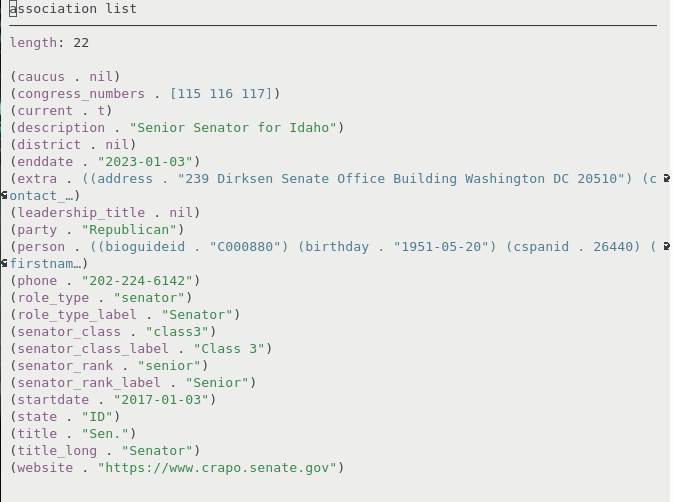 association list
length: 22
(caucus . nil)
(congress_numbers . [115 116 117])
(current . t)
(description . "Senior Senator for Idaho")
(district . nil)
(enddate . "2023-01-03")
(extra . ((address . "239 Dirksen Senate Office Building Washington DC 20510") (c
ontact_…)
(leadership_title . nil)
(party . "Republican")
(person . ((bioguideid . "C000880") (birthday . "1951-05-20") (cspanid . 26440) (
firstnam…)
(phone . "202-224-6142")
(role_type . "senator")
(role_type_label . "Senator")
(senator_class . "class3")
(senator_class_label . "Class 3")
(senator_rank . "senior")
(senator_rank_label . "Senior")
(startdate . "2017-01-03")
(state . "ID")
(title . "Sen.")
(title_long . "Senator")
(website . "https://www.crapo.senate.gov")